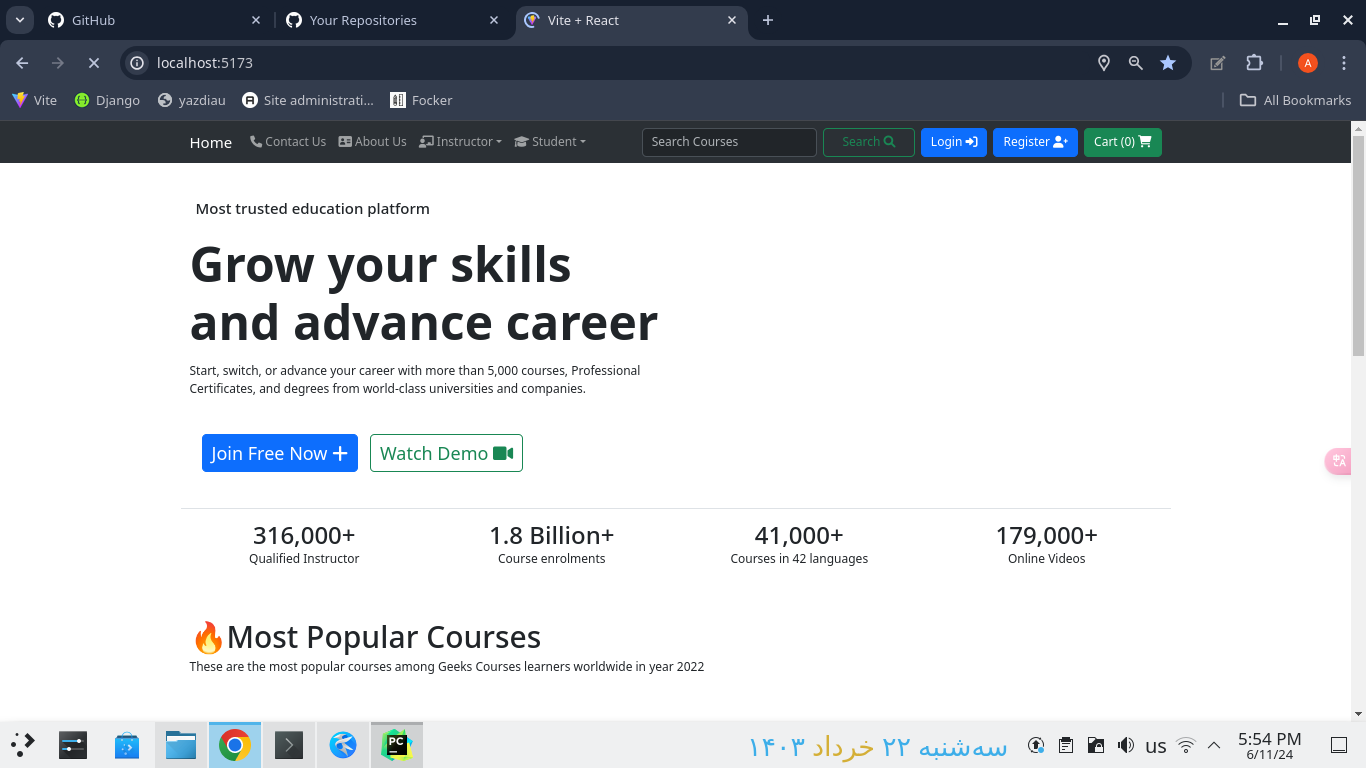 GitHub
Your Repositories
Vite + React
localhost:5173
A
Vite
Django
yazdiau
Site administrati...
Focker
All Bookmarks
Home
Contact Us
About Us
Instructor
Student
Search Courses
Search
Login
Register
Cart (0)
Most trusted education platform
Grow your skills
and advance career
Start, switch, or advance your career with more than 5,000 courses, Professional
Certificates, and degrees from world-class universities and companies.
Join Free Now
Watch Demo
316,000+
Qualified Instructor
1.8 Billion+
Course enrolments
41,000+
Courses in 42 languages
179,000+
Online Videos
🔥Most Popular Courses
These are the most popular courses among Geeks Courses learners worldwide in year 2022
PC
سه‌شنبه ۲۲ خرداد ۱۴۰۳
us
5:54 PM
6/11/24